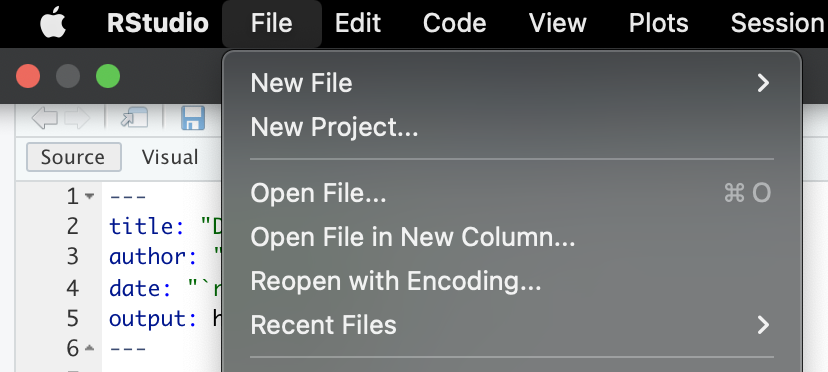 RStudio File Edit Code View Plots Session
New File
New Project...
Source Visual
Open File... ⌘ O
Open File in New Column...
Reopen with Encoding...
Recent Files
1 ---
2 title: "D
3 author: "
4 date: "`r
5 output: h
6 ---